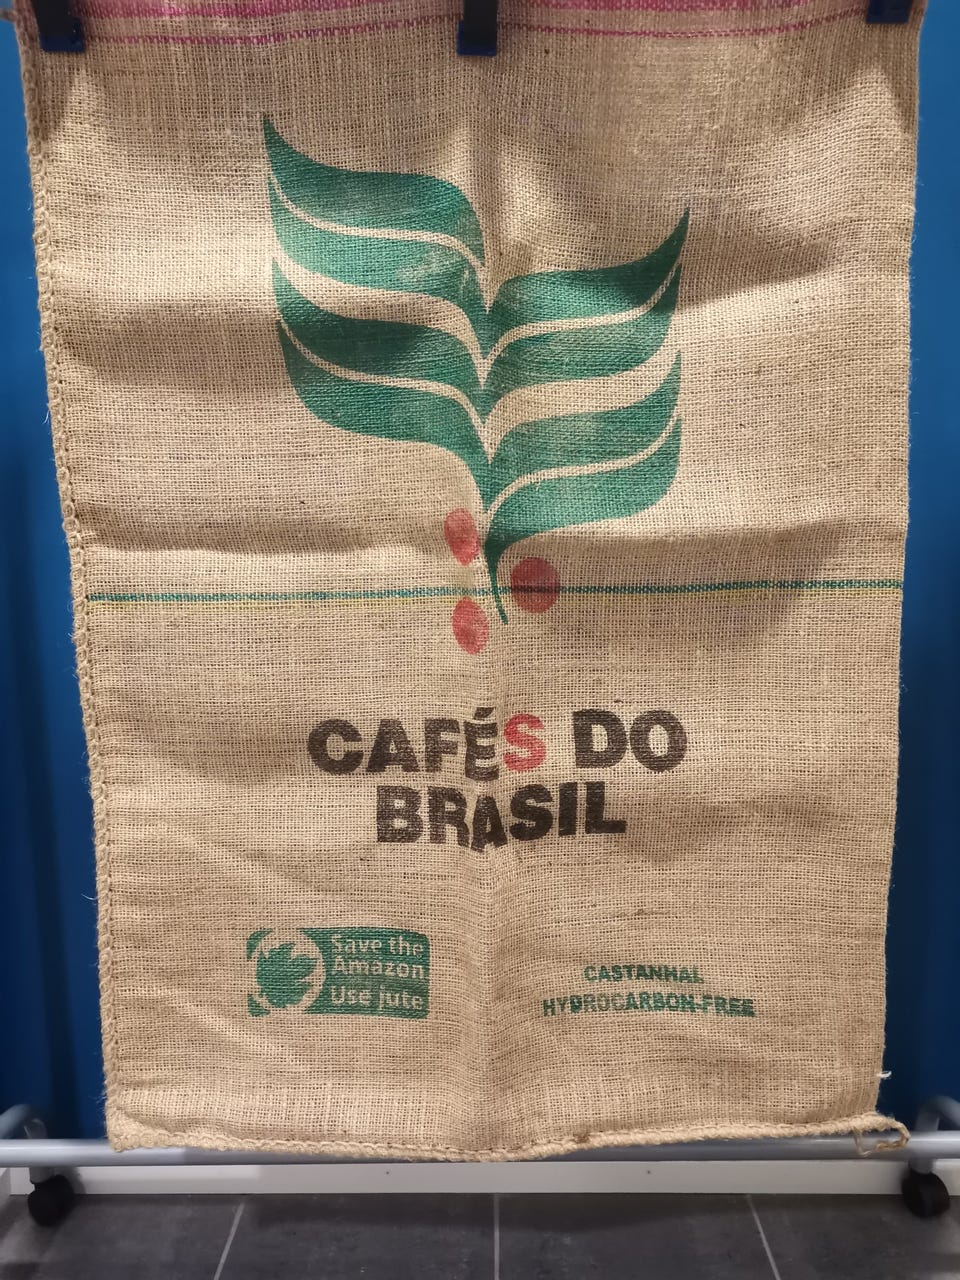 CAFÉS DO
BRASIL
Save the
Amazon
Use jute
CASTANHAL
HYDROCARBON-FREE